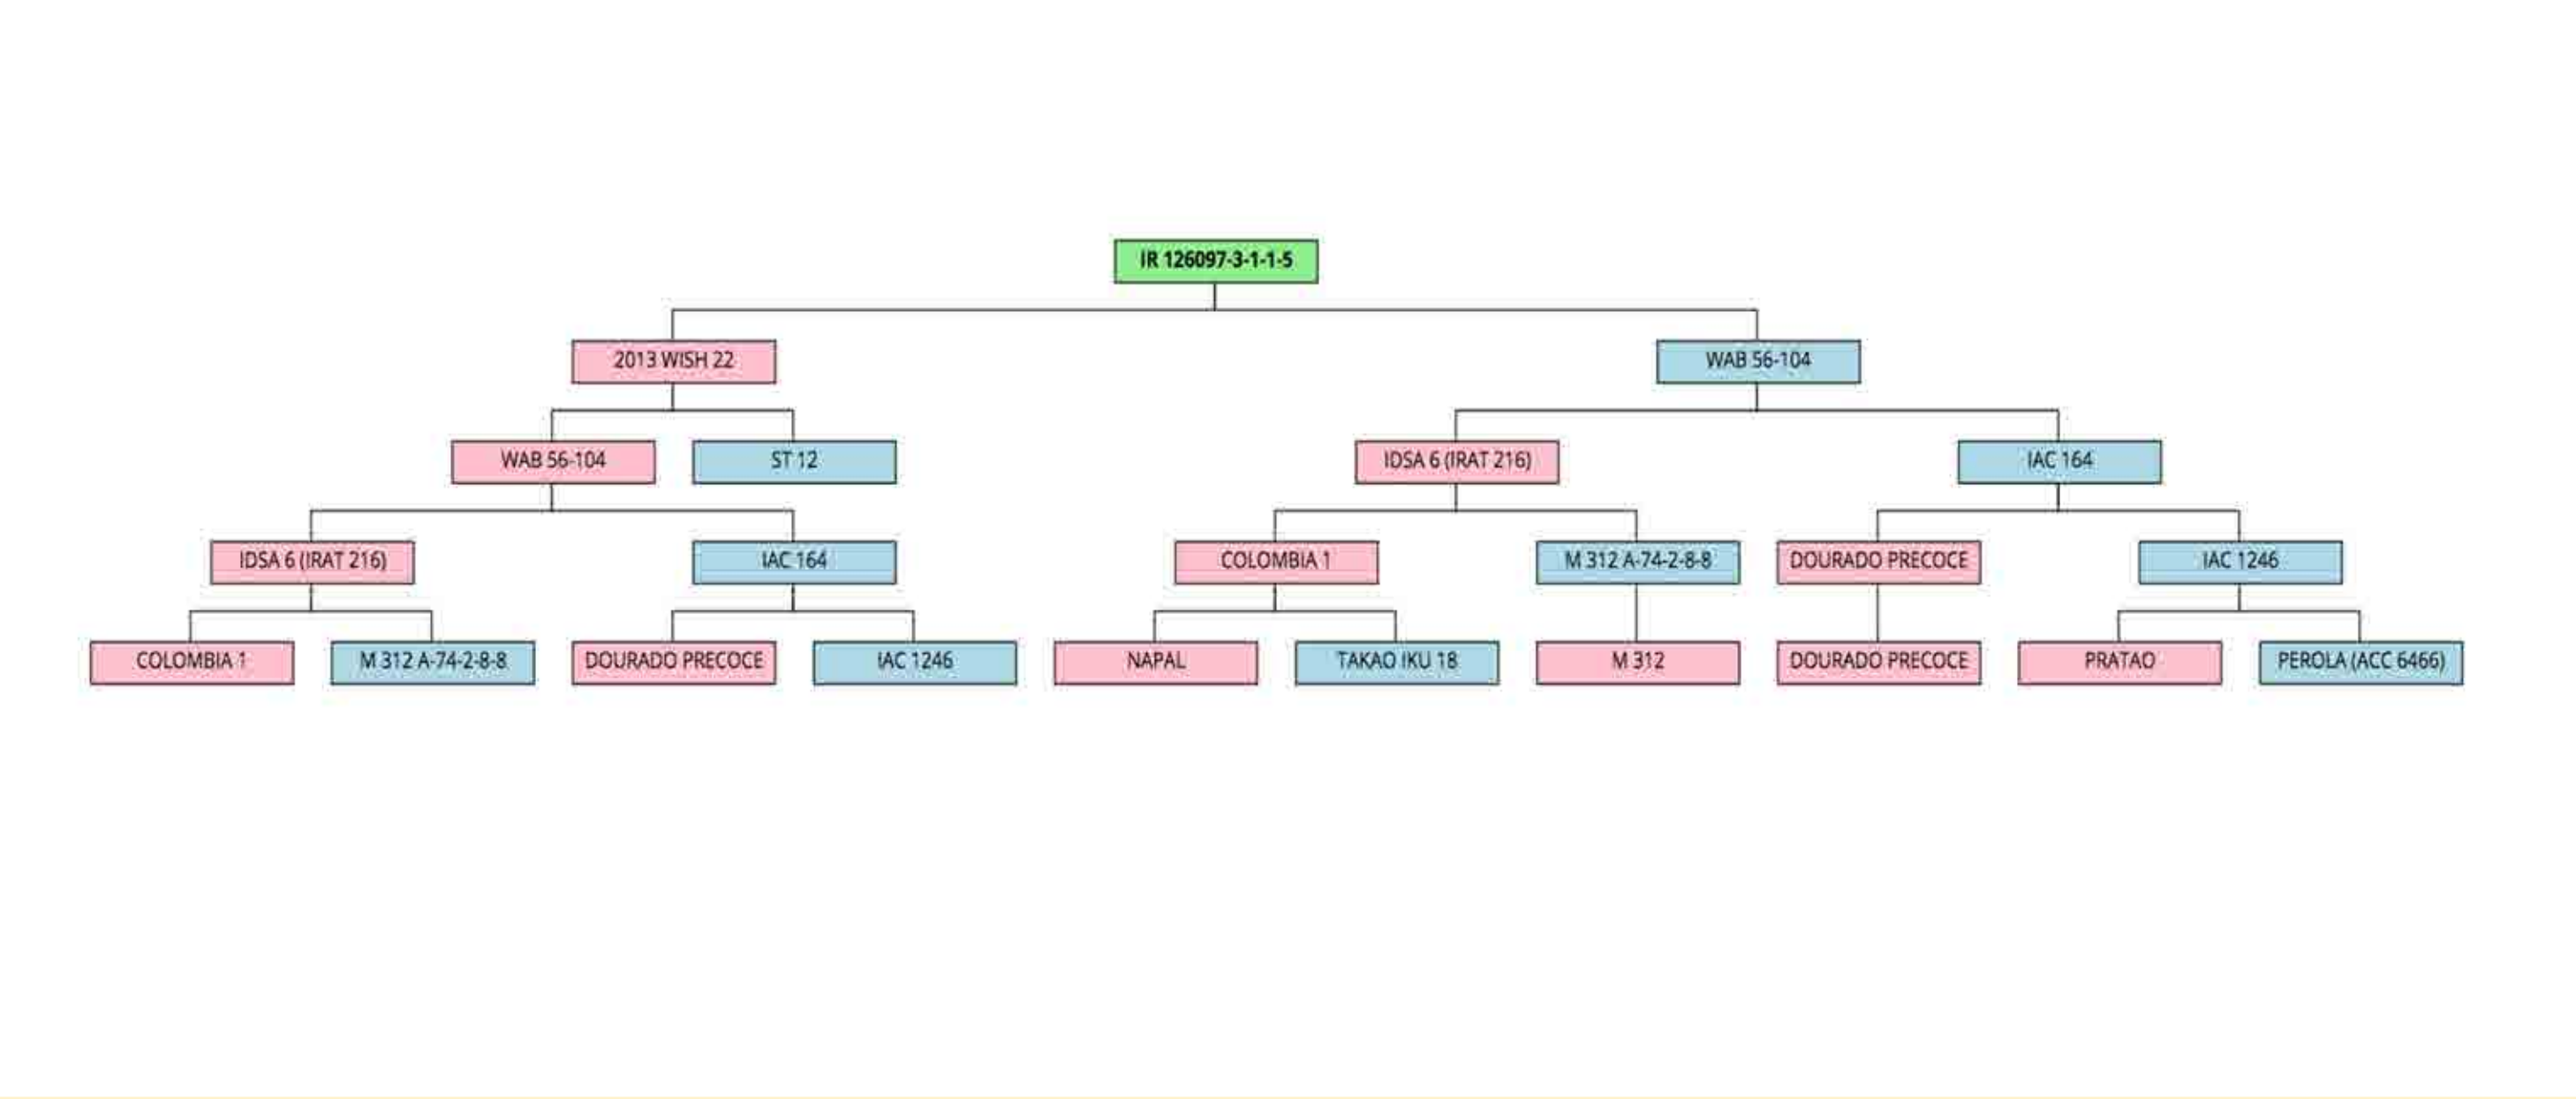 IR 126097-3-1-1-5
2013 WISH 22
WAB 56-104
WAB 56-104
ST 12
IDSA 6 (IRAT 216)
IAC 164
IDSA 6 (IRAT 216)
IAC 164
COLOMBIA 1
M 312 A-74-2-8-8
DOURADO PRECOCE
IAC 1246
COLOMBIA 1
M 312 A-74-2-8-8
DOURADO PRECOCE
IAC 1246
NAPAL
TAKAO IKU 18
M 312
DOURADO PRECOCE
PRATAO
PEROLA (ACC 6466)